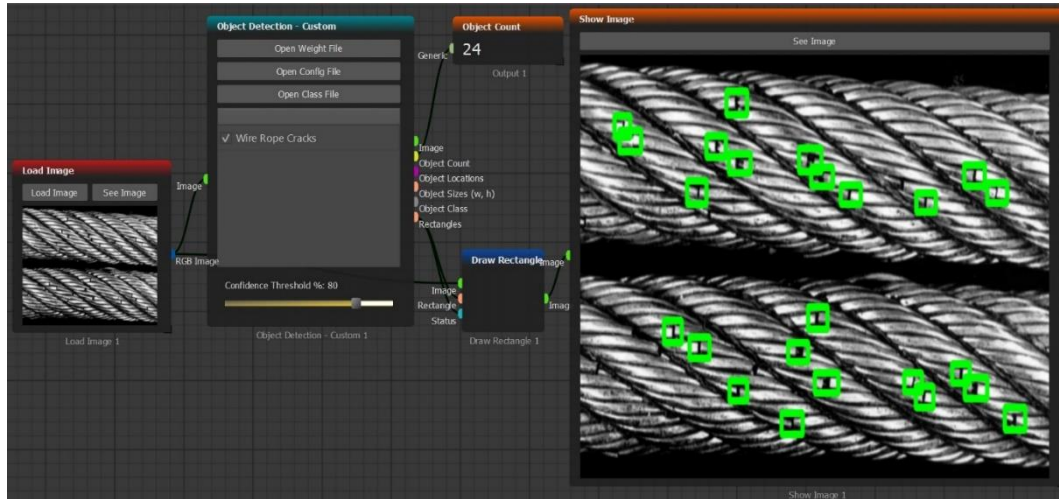 Object Detection - Custom
Open Weight File
Open Config File
Open Class File
✓ Wire Rope Cracks
Image
Image
Object Count
Object Locations
Object Sizes (w, h)
Object Class
Rectangles
Confidence Threshold %: 80
Object Detection - Custom 1
Load Image
Load Image
See Image
RGB Image
Load Image 1
Object Count
Generic
24
Output 1
Draw Rectangle
Image
Image
Rectangle
Status
Imag
Draw Rectangle 1
Show Image
See Image
Show Image 1